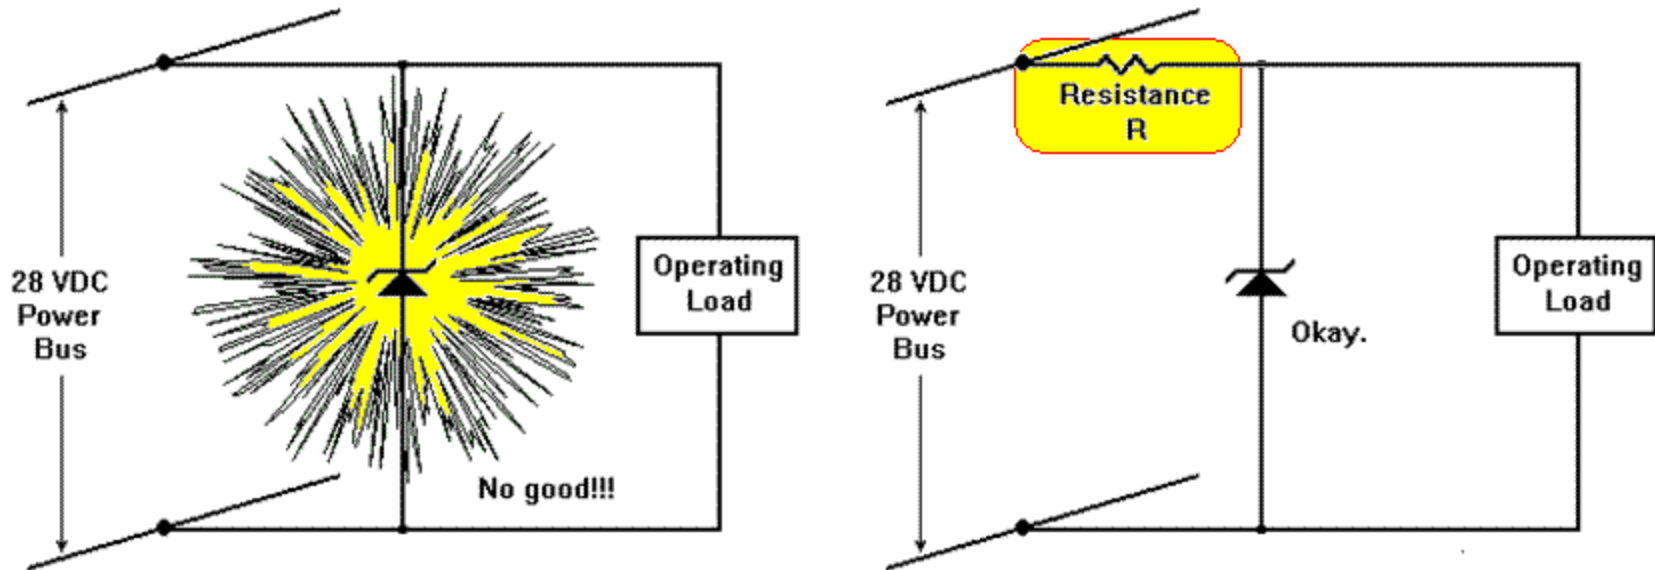 28 VDC
Power
Bus
Operating
Load
No good!!!
Resistance
R
28 VDC
Power
Bus
Okay.
Operating
Load